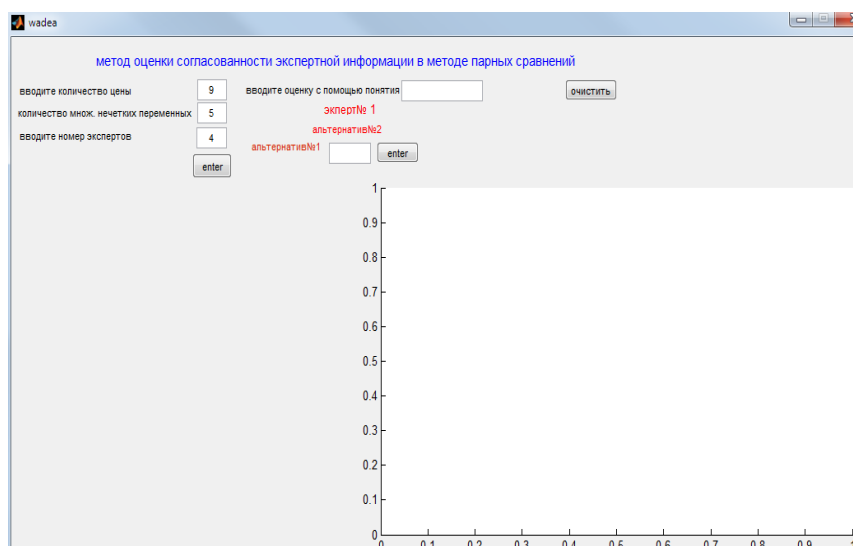 wadea
метод оценки согласованности экспертной информации в методе парных сравнений
вводите количество цены 9
количество множ. нечетких переменных 5
вводите номер экспертов 4
enter
вводите оценку с помощью понятия
очистить
экперт№ 1
альтернатив№2
альтернатив№1
enter
1
0.9
0.8
0.7
0.6
0.5
0.4
0.3
0.2
0.1
0
0 0.1 0.2 0.3 0.4 0.5 0.6 0.7 0.8 0.9 1